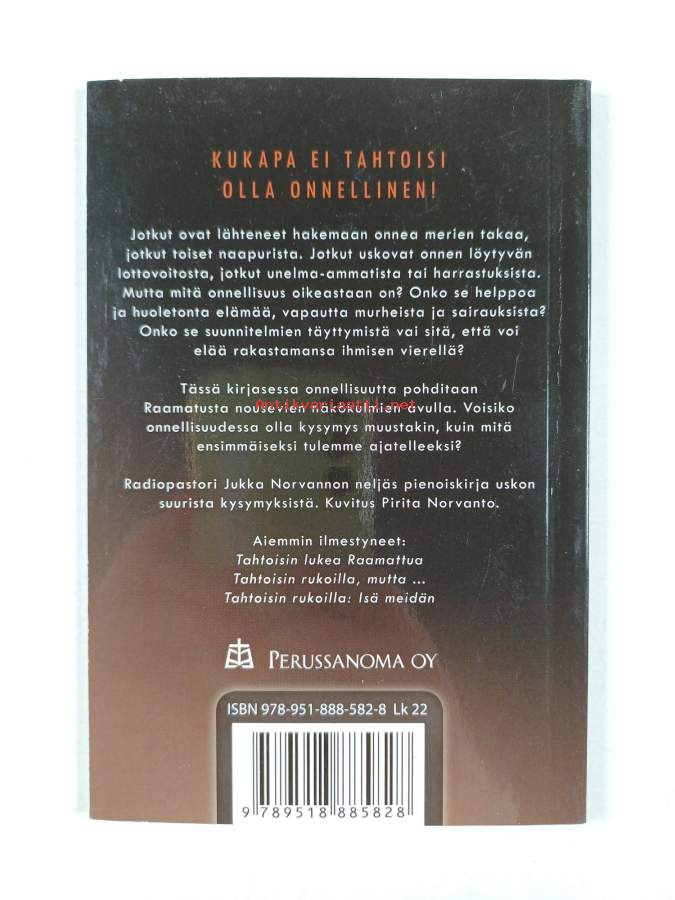 KUKAPA EI TAHTOISI
OLLA ONNELLINEN!
Jotkut ovat lähteneet hakemaan onnea merien takaa,
jotkut toiset naapurista. Jotkut uskovat onnen löytyvän
lottovoitosta, jotkut unelma-ammatista tai harrastuksista.
Mutta mitä onnellisuus oikeastaan on? Onko se helppoa
ja huoletonta elämää, vapautta murheista ja sairauksista?
Onko se suunnitelmien täyttymistä vai sitä, että voi
elää rakastamansa ihmisen vierellä?
Tässä kirjasessa onnellisuutta pohditaan
Antikvariaatit.net
Raamatusta nousevien näkökulmien avulla. Voisiko
onnellisuudessa olla kysymys muustakin, kuin mitä
ensimmäiseksi tulemme ajatelleeksi?
Radiopastori Jukka Norvannon neljäs pienoiskirja uskon
suurista kysymyksistä. Kuvitus Pirita Norvanto.
Aiemmin ilmestyneet:
Tahtoisin lukea Raamattua
Tahtoisin rukoilla, mutta ...
Tahtoisin rukoilla: Isä meidän
PERUSSANOMA OY
ISBN 978-951-888-582-8 Lk 22
9 789518 885828